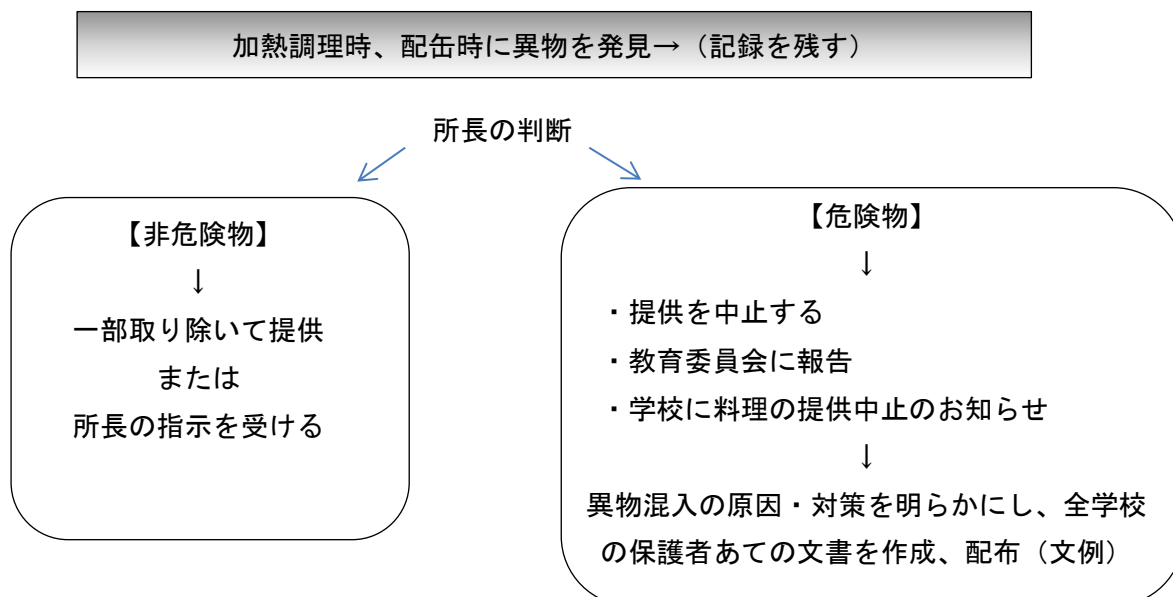 加熱調理時、配缶時に異物を発見→（記録を残す）
所長の判断
【非危険物】
↓
一部取り除いて提供
または
所長の指示を受ける
【危険物】
↓
・提供を中止する
・教育委員会に報告
・学校に料理の提供中止のお知らせ
↓
異物混入の原因・対策を明らかにし、全学校
の保護者あての文書を作成、配布（文例）